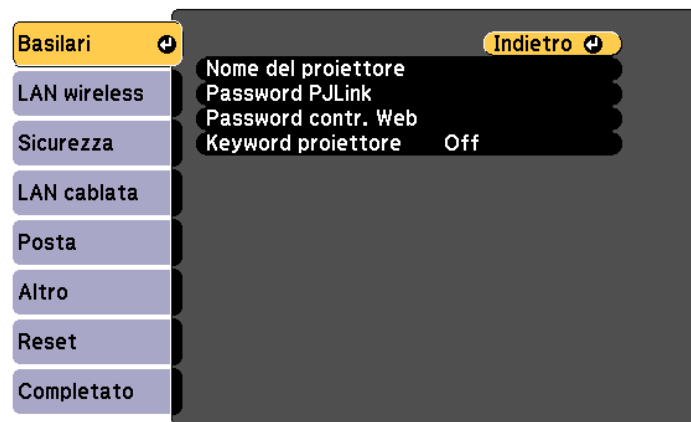 Basilari
LAN wireless
Sicurezza
LAN cablata
Posta
Altro
Reset
Completato
Indietro
Nome del proiettore
Password PJLink
Password contr. Web
Keyword proiettore Off